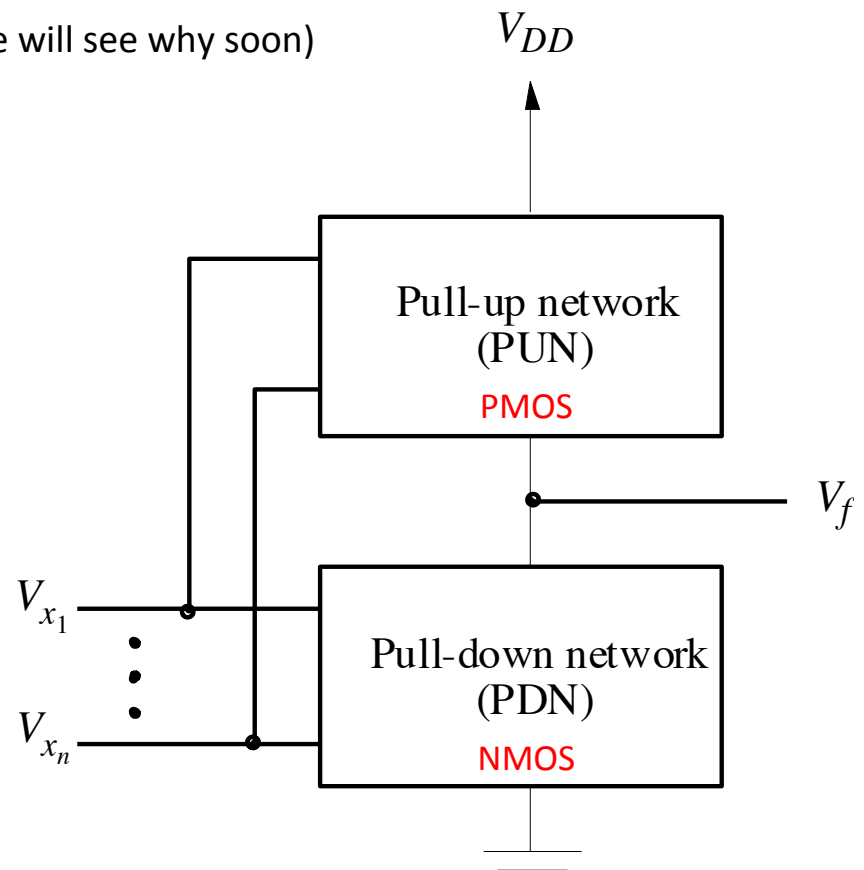 e will see why soon)
V_DD
Pull-up network
(PUN)
PMOS
V_f
V_x1
Pull-down network
(PDN)
V_xn
NMOS